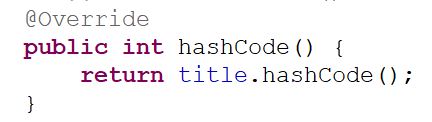 @Override
public int hashCode() {
    return title.hashCode();
}